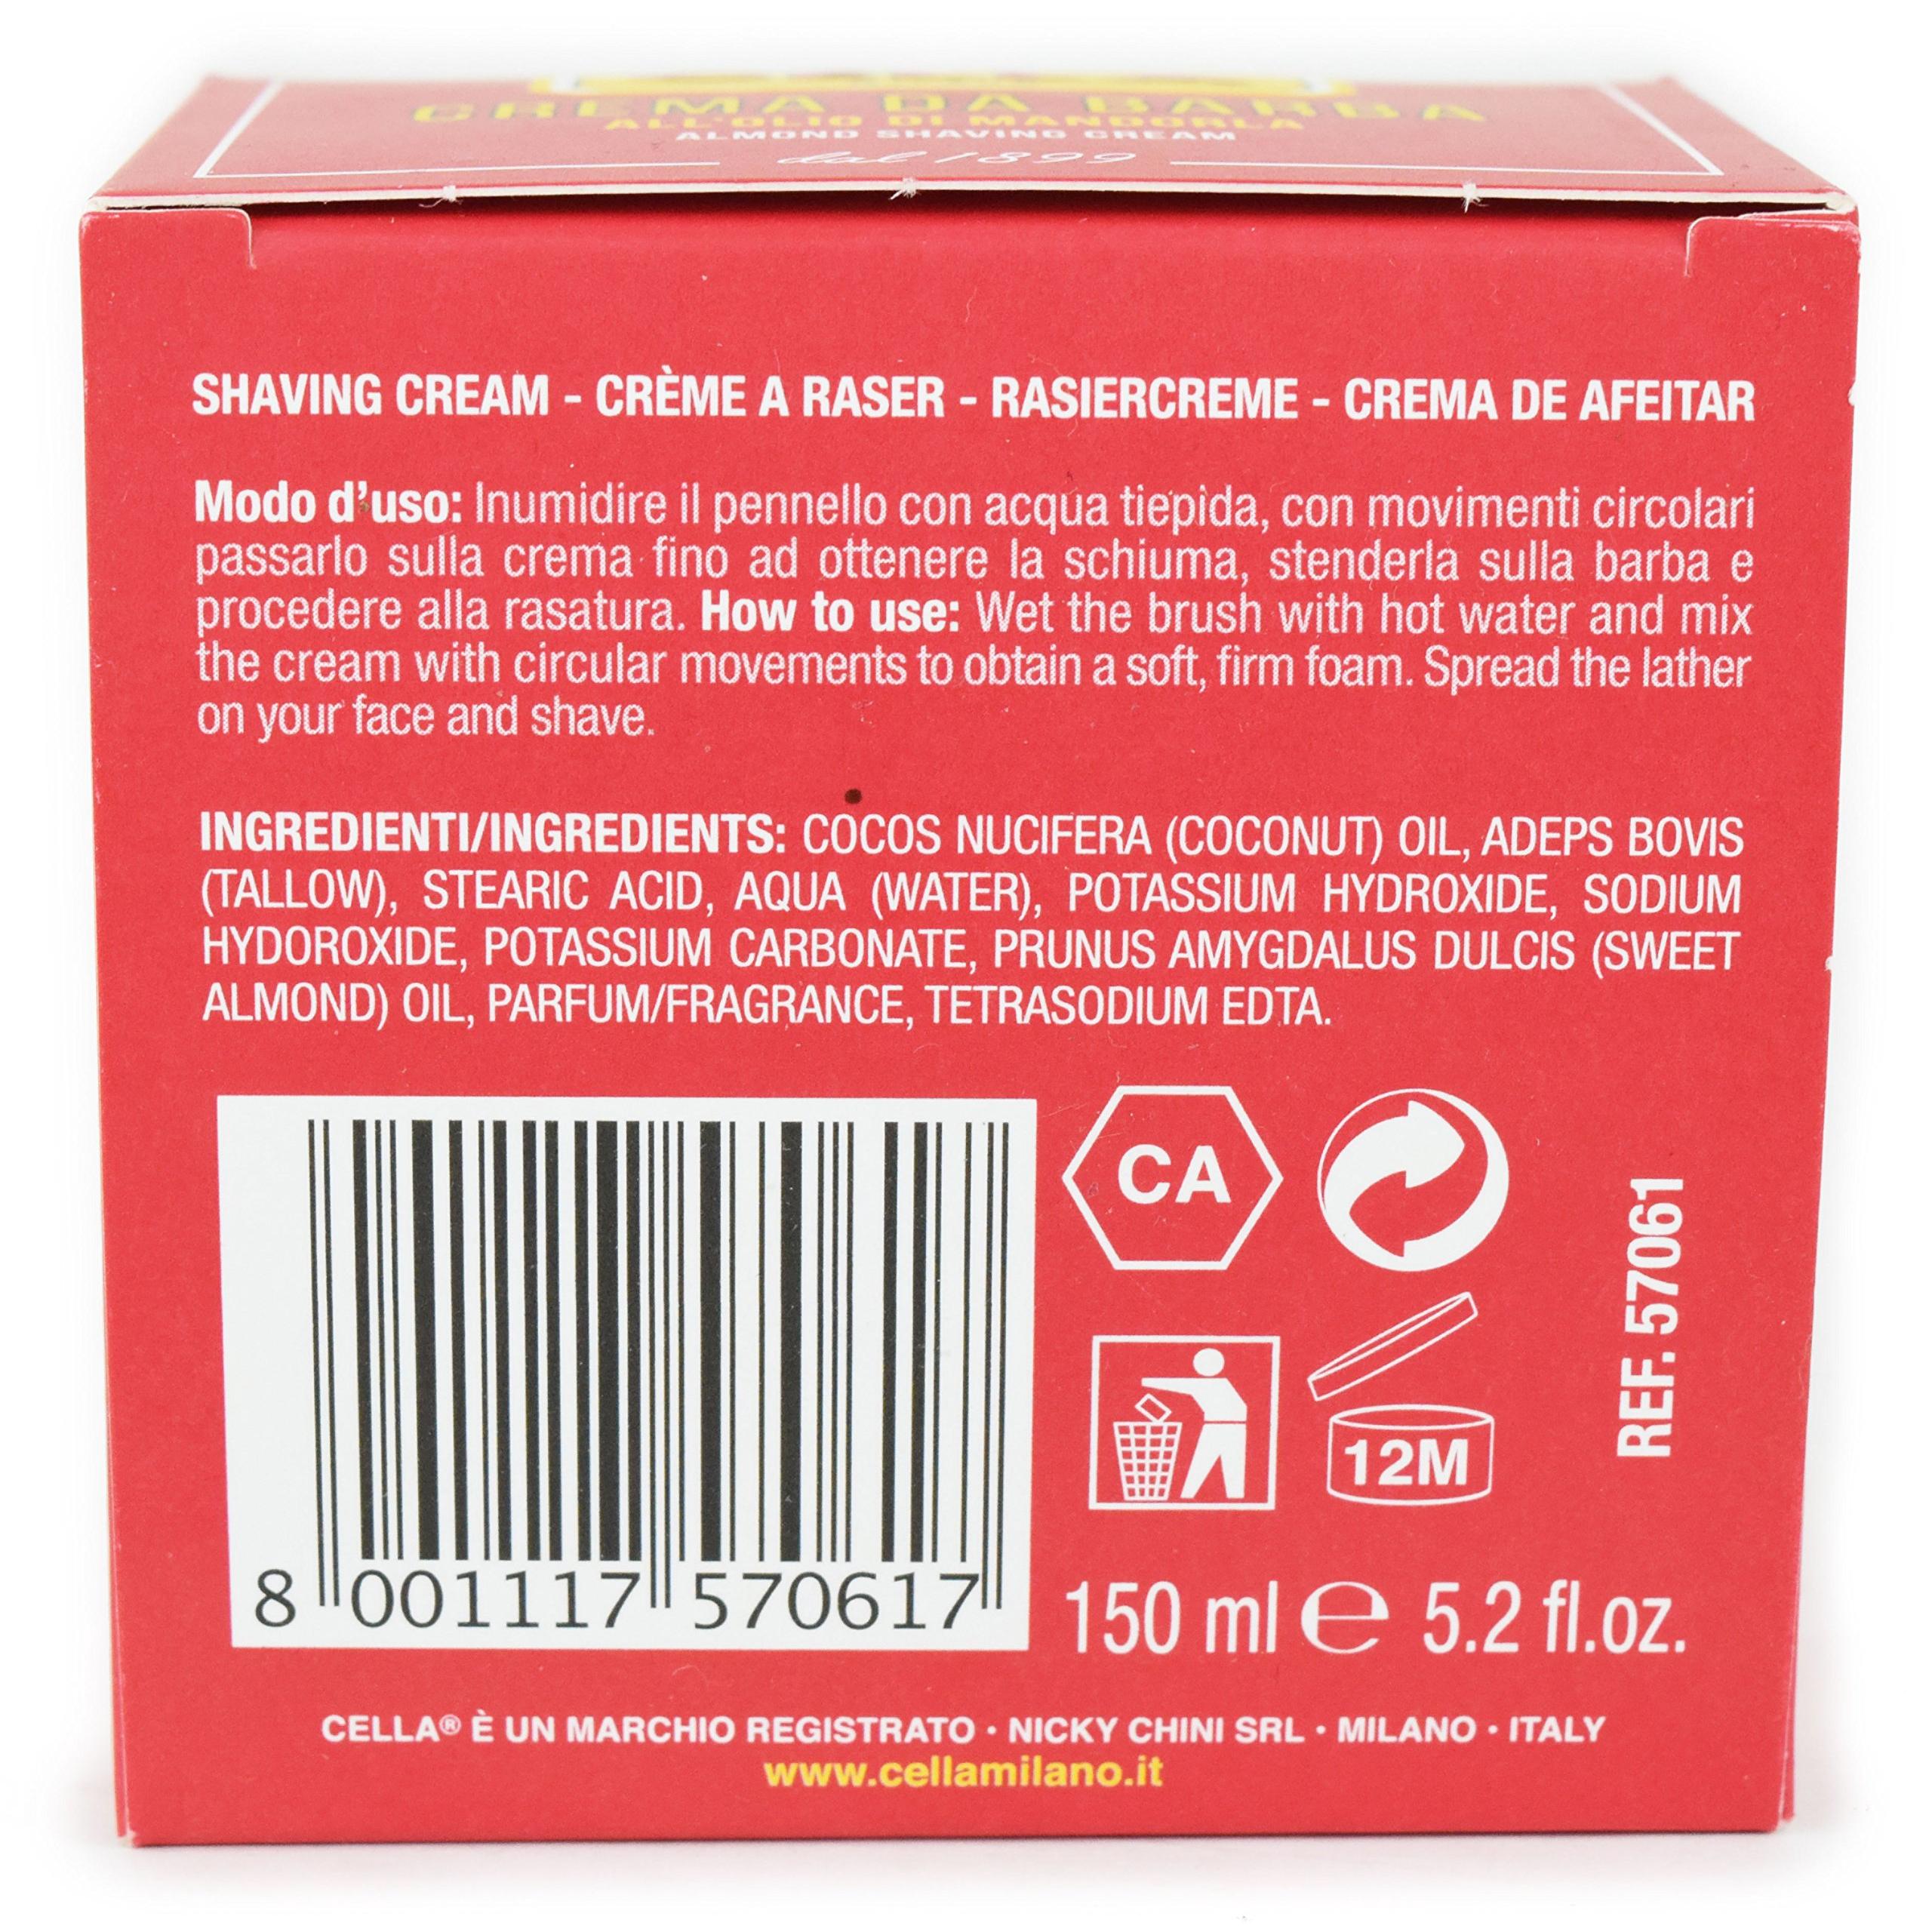 CREMA DA BARBA
ALL'OLIO DI MANDORLA
ALMOND SHAVING CREAM
dal 1899
SHAVING CREAM - CRÈME A RASER - RASIERCREME - CREMA DE AFEITAR
Modo d'uso: Inumidire il pennello con acqua tiepida, con movimenti circolari
passarlo sulla crema fino ad ottenere la schiuma, stenderla sulla barba e
procedere alla rasatura. How to use: Wet the brush with hot water and mix
the cream with circular movements to obtain a soft, firm foam. Spread the lather
on your face and shave.
INGREDIENTI/INGREDIENTS: COCOS NUCIFERA (COCONUT) OIL, ADEPS BOVIS
(TALLOW), STEARIC ACID, AQUA (WATER), POTASSIUM HYDROXIDE, SODIUM
HYDOROXIDE, POTASSIUM CARBONATE, PRUNUS AMYGDALUS DULCIS (SWEET
ALMOND) OIL, PARFUM/FRAGRANCE, TETRASODIUM EDTA.
CA
12M
REF. 57061
8 001117 570617
150 ml e 5.2 fl.oz.
CELLA® È UN MARCHIO REGISTRATO • NICKY CHINI SRL • MILANO • ITALY
www.cellamilano.it